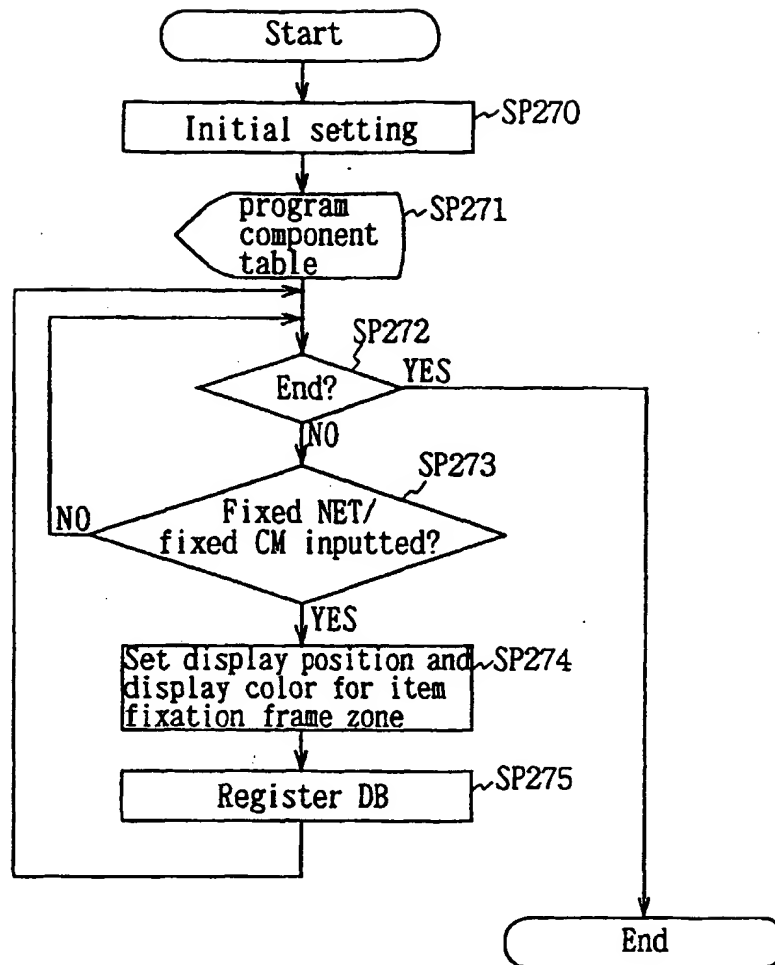 Start
Initial setting
SP270
program
component
table
SP271
SP272
End?
YES
NO
SP273
NO
Fixed NET/
fixed CM inputted?
YES
Set display position and
display color for item
fixation frame zone
SP274
Register DB
SP275
End